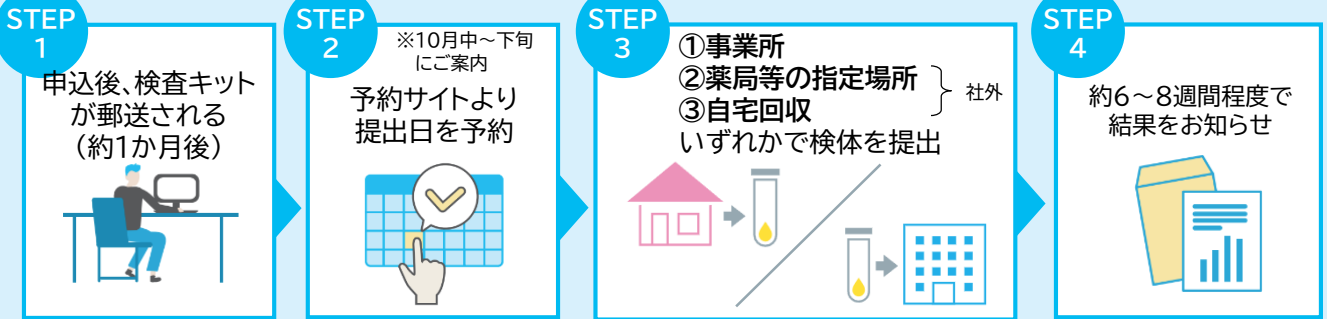 STEP
1
申込後、検査キット
が郵送される
(約1か月後)
STEP
2
※10月中~下旬
にご案内
予約サイトより
提出日を予約
STEP
3
①事業所
②薬局等の指定場所
③自宅回収
社外
いずれかで検体を提出
STEP
4
約6~8週間程度で
結果をお知らせ